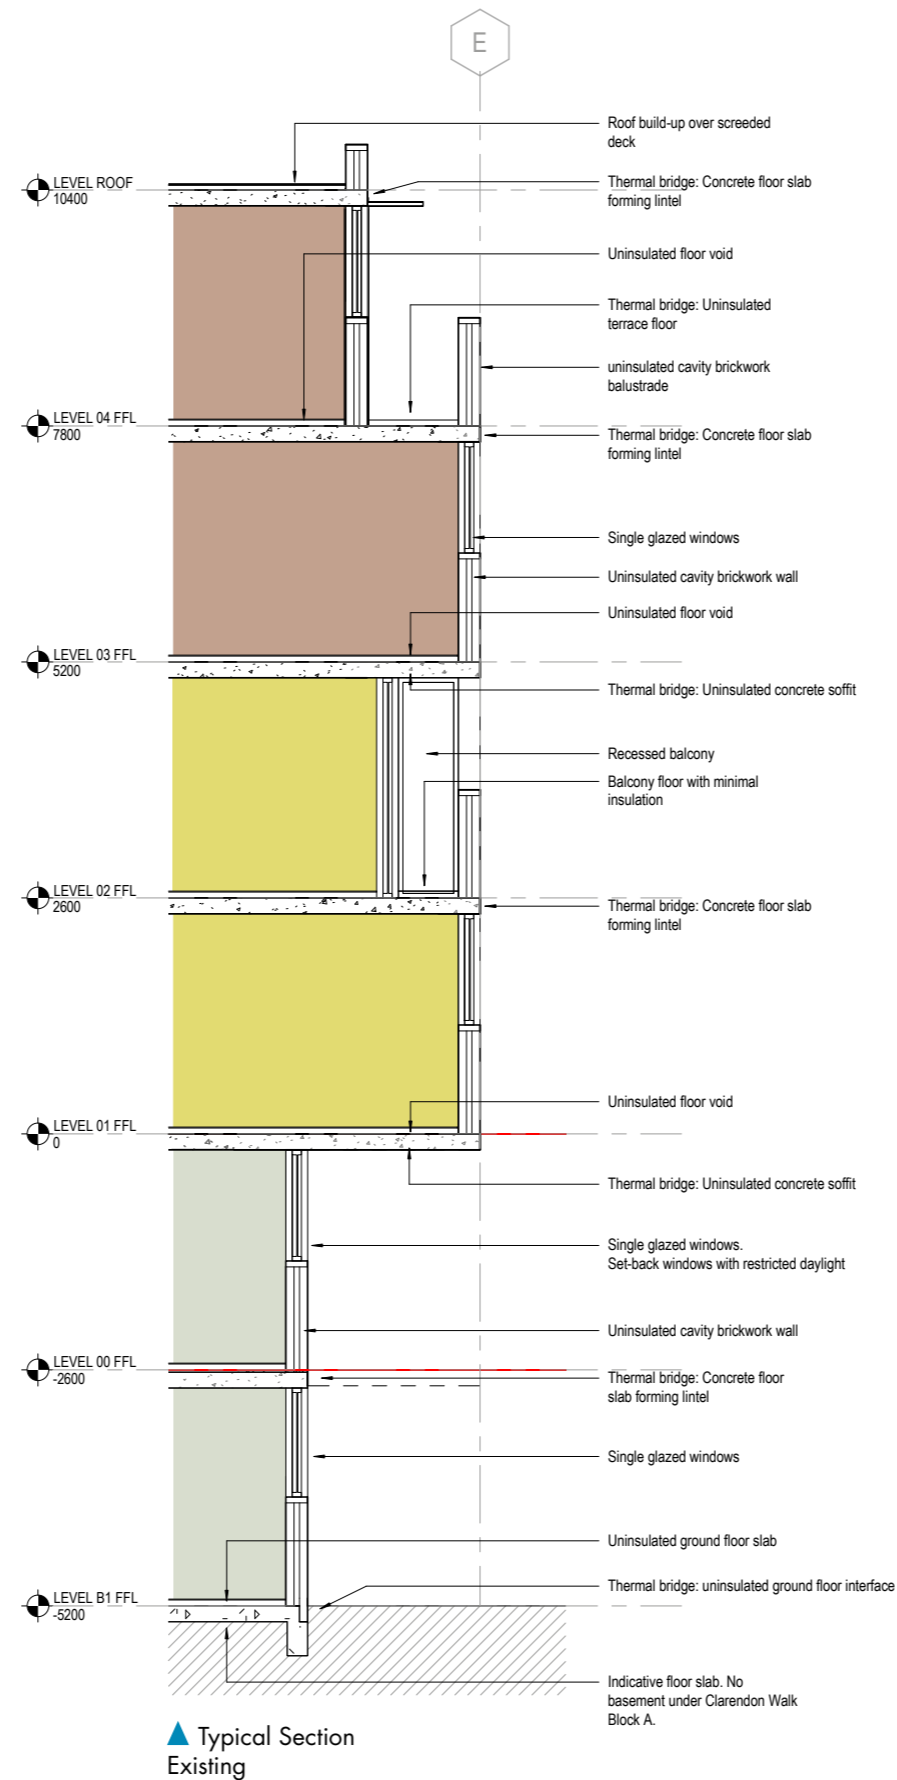 E
Roof build-up over screeded
deck
LEVEL ROOF
10400
Thermal bridge: Concrete floor slab
forming lintel
Uninsulated floor void
Thermal bridge: Uninsulated
terrace floor
uninsulated cavity brickwork
balustrade
LEVEL 04 FFL
7800
Thermal bridge: Concrete floor slab
forming lintel
Single glazed windows
Uninsulated cavity brickwork wall
Uninsulated floor void
LEVEL 03 FFL
5200
Thermal bridge: Uninsulated concrete soffit
Recessed balcony
Balcony floor with minimal
insulation
LEVEL 02 FFL
2600
Thermal bridge: Concrete floor slab
forming lintel
Uninsulated floor void
LEVEL 01 FFL
0
Thermal bridge: Uninsulated concrete soffit
Single glazed windows.
Set-back windows with restricted daylight
Uninsulated cavity brickwork wall
LEVEL 00 FFL
-2600
Thermal bridge: Concrete floor
slab forming lintel
Single glazed windows
Uninsulated ground floor slab
Thermal bridge: uninsulated ground floor interface
LEVEL B1 FFL
-5200
Indicative floor slab. No
basement under Clarendon Walk
Block A.
Typical Section
Existing